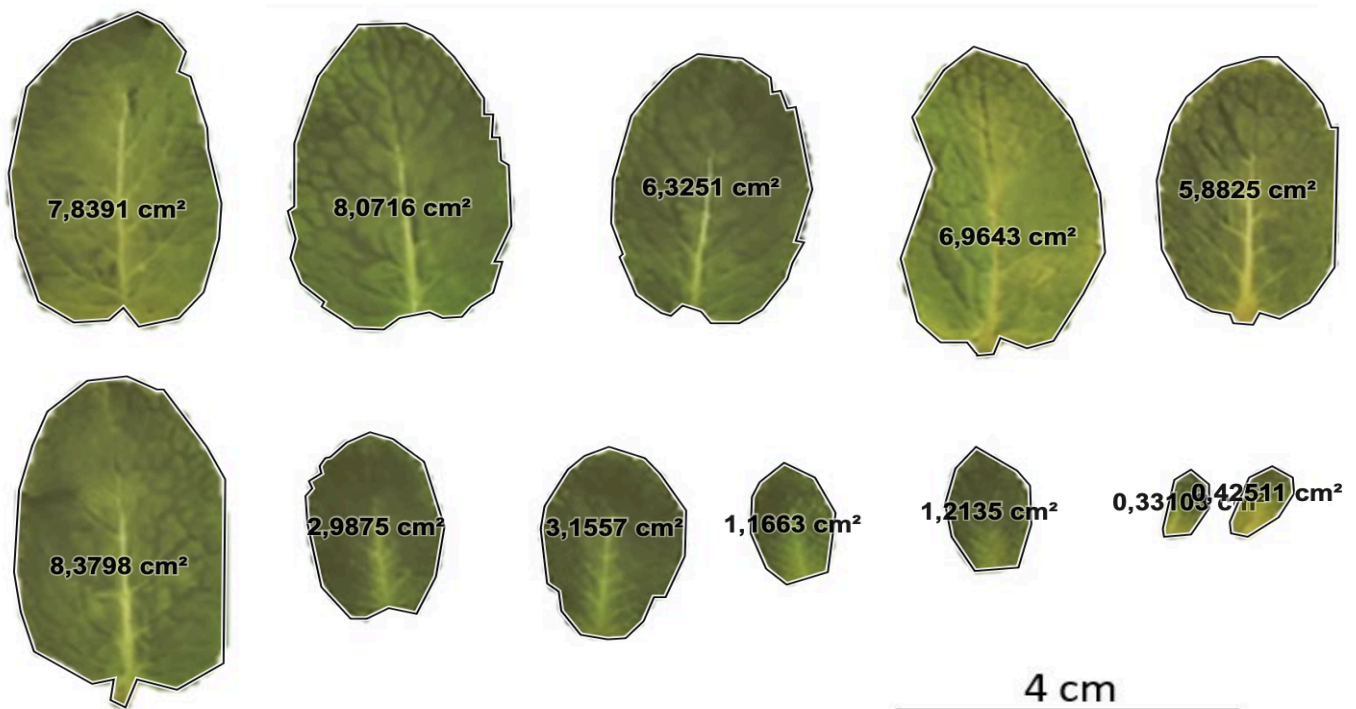 7,8391 cm²
8,0716 cm²
6,3251 cm²
6,9643 cm²
5,8825 cm²
8,3798 cm²
2,9875 cm²
3,1557 cm²
1,1663 cm²
1,2135 cm²
0,42511 cm²
4 cm